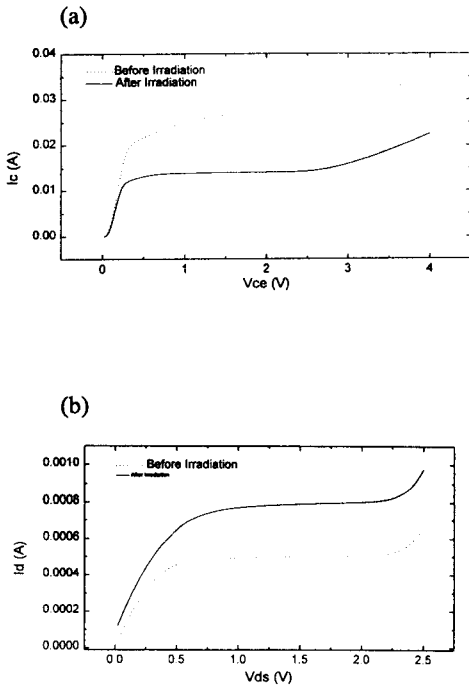 (a)
0.04
Before Irradiation
After Irradiation
0.03
0.02
Ic (A)
0.01
0.00
0 1 2 3 4
Vce (V)
(b)
0.0010
Before Irradiation
After Irradiation
0.0008
0.0006
Id (A)
0.0004
0.0002
0.0000
0.0 0.5 1.0 1.5 2.0 2.5
Vds (V)